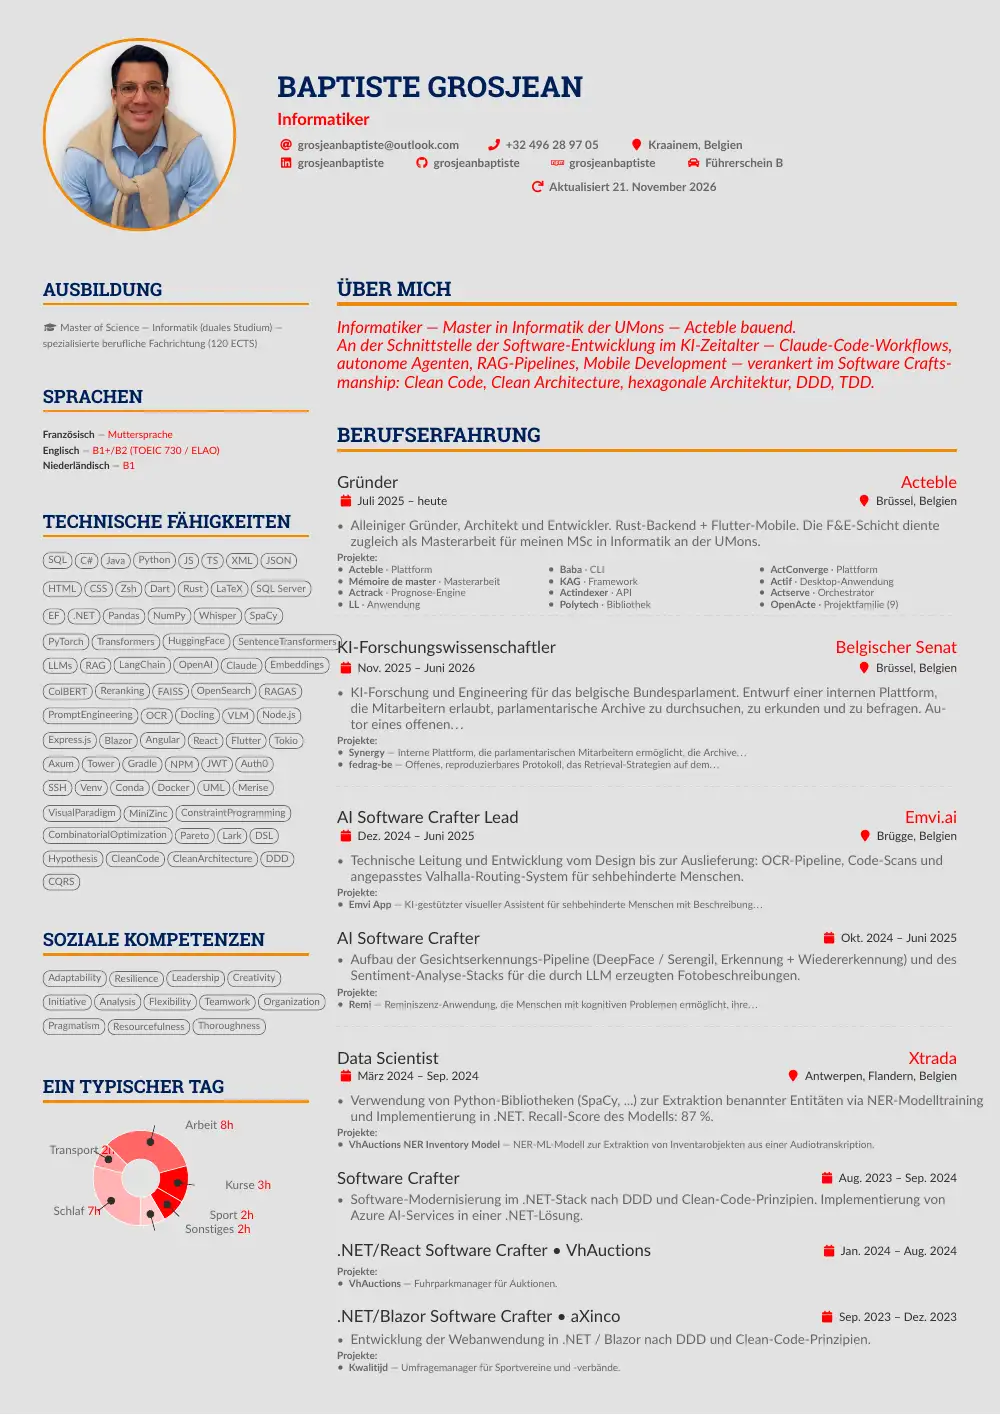 BAPTISTE GROSJEAN
Informatiker
grosjeanbaptiste@outlook.com +32 496 28 97 05 Kraainem, Belgien
grosjeanbaptiste grosjeanbaptiste grosjeanbaptiste Führerschein B
Aktualisiert 21. November 2026
AUSBILDUNG
Master of Science — Informatik (duales Studium) —
spezialisierte berufliche Fachrichtung (120 ECTS)
SPRACHEN
Französisch — Muttersprache
Englisch — B1+/B2 (TOEIC 730 / ELAO)
Niederländisch — B1
TECHNISCHE FÄHIGKEITEN
SQL C# Java Python JS TS XML JSON
HTML CSS Zsh Dart Rust LaTeX SQL Server
EF .NET Pandas NumPy Whisper SpaCy
PyTorch Transformers HuggingFace SentenceTransformers
LLMs RAG LangChain OpenAI Claude Embeddings
ColBERT Reranking FAISS OpenSearch RAGAS
PromptEngineering OCR Docling VLM Node.js
Express.js Blazor Angular React Flutter Tokio
Axum Tower Gradle NPM JWT Auth0
SSH Venv Conda Docker UML Merise
VisualParadigm MiniZinc ConstraintProgramming
CombinatorialOptimization Pareto Lark DSL
Hypothesis CleanCode CleanArchitecture DDD
CQRS
SOZIALE KOMPETENZEN
Adaptability Resilience Leadership Creativity
Initiative Analysis Flexibility Teamwork Organization
Pragmatism Resourcefulness Thoroughness
EIN TYPISCHER TAG
Arbeit 8h
Transport 2h
Kurse 3h
Schlaf 7h
Sport 2h
Sonstiges 2h
ÜBER MICH
Informatiker — Master in Informatik der UMons — Acteble bauend.
An der Schnittstelle der Software-Entwicklung im KI-Zeitalter — Claude-Code-Workflows,
autonome Agenten, RAG-Pipelines, Mobile Development — verankert im Software Crafts-
manship: Clean Code, Clean Architecture, hexagonale Architektur, DDD, TDD.
BERUFSERFAHRUNG
Gründer Acteble
Juli 2025 – heute Brüssel, Belgien
• Alleiniger Gründer, Architekt und Entwickler. Rust-Backend + Flutter-Mobile. Die F&E-Schicht diente
zugleich als Masterarbeit für meinen MSc in Informatik an der UMons.
Projekte:
• Acteble · Plattform • Baba · CLI • ActConverge · Plattform
• Mémoire de master · Masterarbeit • KAG · Framework • Actif · Desktop-Anwendung
• Actrack · Prognose-Engine • Actindexer · API • Actserve · Orchestrator
• LL · Anwendung • Polytech · Bibliothek • OpenActe · Projektfamilie (9)
KI-Forschungswissenschaftler Belgischer Senat
Nov. 2025 – Juni 2026 Brüssel, Belgien
• KI-Forschung und Engineering für das belgische Bundesparlament. Entwurf einer internen Plattform,
die Mitarbeitern erlaubt, parlamentarische Archive zu durchsuchen, zu erkunden und zu befragen. Au-
tor eines offenen…
Projekte:
• Synergy — Interne Plattform, die parlamentarischen Mitarbeitern ermöglicht, die Archive…
• fedrag-be — Offenes, reproduzierbares Protokoll, das Retrieval-Strategien auf dem…
AI Software Crafter Lead Emvi.ai
Dez. 2024 – Juni 2025 Brügge, Belgien
• Technische Leitung und Entwicklung vom Design bis zur Auslieferung: OCR-Pipeline, Code-Scans und
angepasstes Valhalla-Routing-System für sehbehinderte Menschen.
Projekte:
• Emvi App — KI-gestützter visueller Assistent für sehbehinderte Menschen mit Beschreibung…
AI Software Crafter Okt. 2024 – Juni 2025
• Aufbau der Gesichtserkennungs-Pipeline (DeepFace / Serengil, Erkennung + Wiedererkennung) und des
Sentiment-Analyse-Stacks für die durch LLM erzeugten Fotobeschreibungen.
Projekte:
• Remi — Reminiszenz-Anwendung, die Menschen mit kognitiven Problemen ermöglicht, ihre…
Data Scientist Xtrada
März 2024 – Sep. 2024 Antwerpen, Flandern, Belgien
• Verwendung von Python-Bibliotheken (SpaCy, ...) zur Extraktion benannter Entitäten via NER-Modelltraining
und Implementierung in .NET. Recall-Score des Modells: 87 %.
Projekte:
• VhAuctions NER Inventory Model — NER-ML-Modell zur Extraktion von Inventarobjekten aus einer Audiotranskription.
Software Crafter Aug. 2023 – Sep. 2024
• Software-Modernisierung im .NET-Stack nach DDD und Clean-Code-Prinzipien. Implementierung von
Azure AI-Services in einer .NET-Lösung.
.NET/React Software Crafter • VhAuctions Jan. 2024 – Aug. 2024
Projekte:
• VhAuctions — Fuhrparkmanager für Auktionen.
.NET/Blazor Software Crafter • aXinco Sep. 2023 – Dez. 2023
• Entwicklung der Webanwendung in .NET / Blazor nach DDD und Clean-Code-Prinzipien.
Projekte:
• Kwalitijd — Umfragemanager für Sportvereine und -verbände.